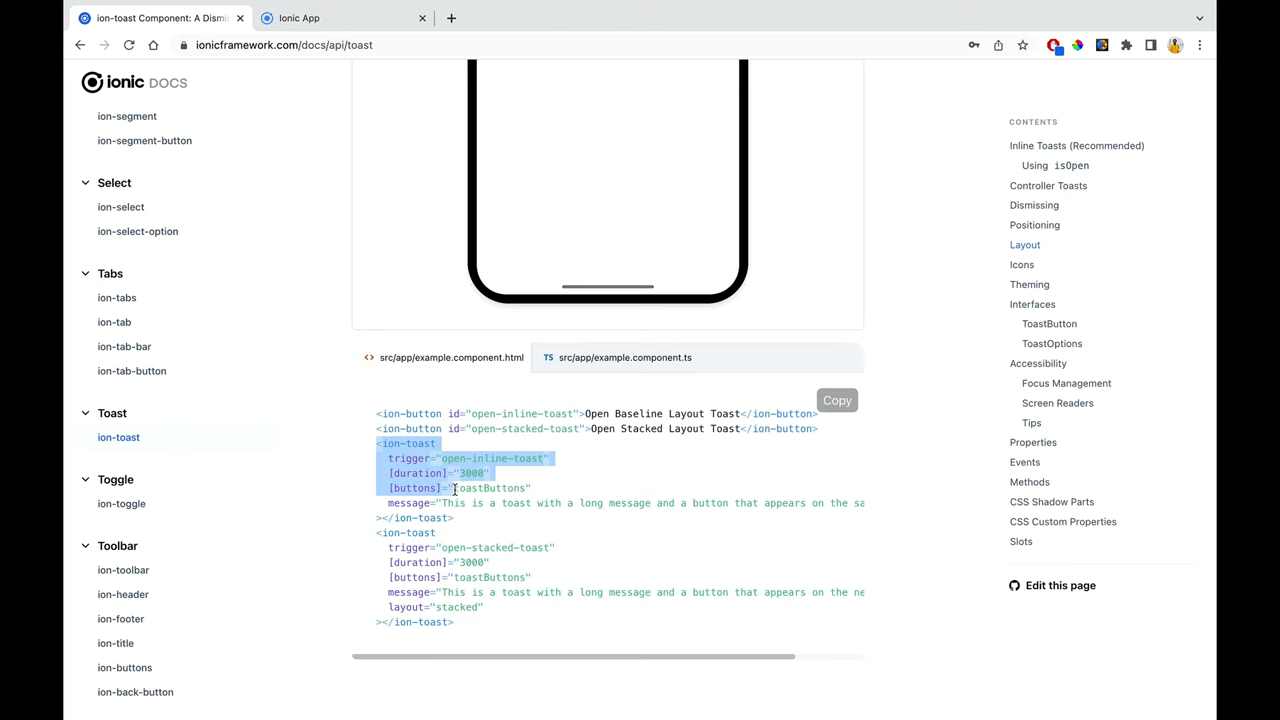 ion-toast Component: A Dismi
Ionic App
ionicframework.com/docs/api/toast
ionic DOCS
ion-segment
ion-segment-button
Select
ion-select
ion-select-option
Tabs
ion-tabs
ion-tab
ion-tab-bar
ion-tab-button
Toast
ion-toast
Toggle
ion-toggle
Toolbar
ion-toolbar
ion-header
ion-footer
ion-title
ion-buttons
ion-back-button
<> src/app/example.component.html
TS src/app/example.component.ts
Copy
<ion-button id="open-inline-toast">Open Baseline Layout Toast</ion-button>
<ion-button id="open-stacked-toast">Open Stacked Layout Toast</ion-button>
<ion-toast
trigger="open-inline-toast"
[duration]="3000"
[buttons]="toastButtons"
message="This is a toast with a long message and a button that appears on the sa
></ion-toast>
<ion-toast
trigger="open-stacked-toast"
[duration]="3000"
[buttons]="toastButtons"
message="This is a toast with a long message and a button that appears on the ne
layout="stacked"
></ion-toast>
CONTENTS
Inline Toasts (Recommended)
Using isOpen
Controller Toasts
Dismissing
Positioning
Layout
Icons
Theming
Interfaces
ToastButton
ToastOptions
Accessibility
Focus Management
Screen Readers
Tips
Properties
Events
Methods
CSS Shadow Parts
CSS Custom Properties
Slots
Edit this page